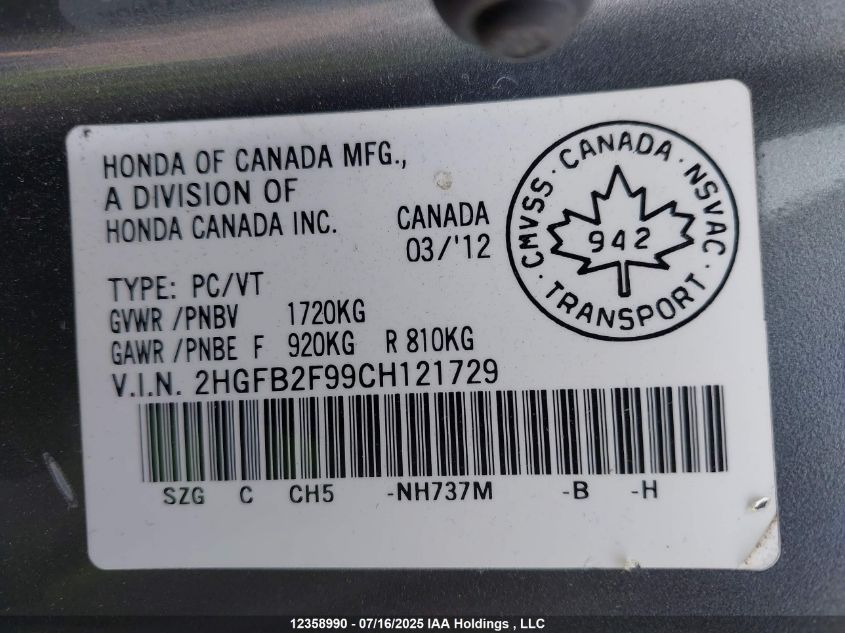 HONDA OF CANADA MFG.,
A DIVISION OF
HONDA CANADA INC.
CANADA
03/'12
CMVSS · CANADA · NSVAC · TRANSPORT ·
942
TYPE: PC/VT
GVWR /PNBV 1720KG
GAWR /PNBE F 920KG R 810KG
V.I.N. 2HGFB2F99CH121729
SZG C CH5 -NH737M -B -H
12358990 - 07/16/2025 IAA Holdings , LLC